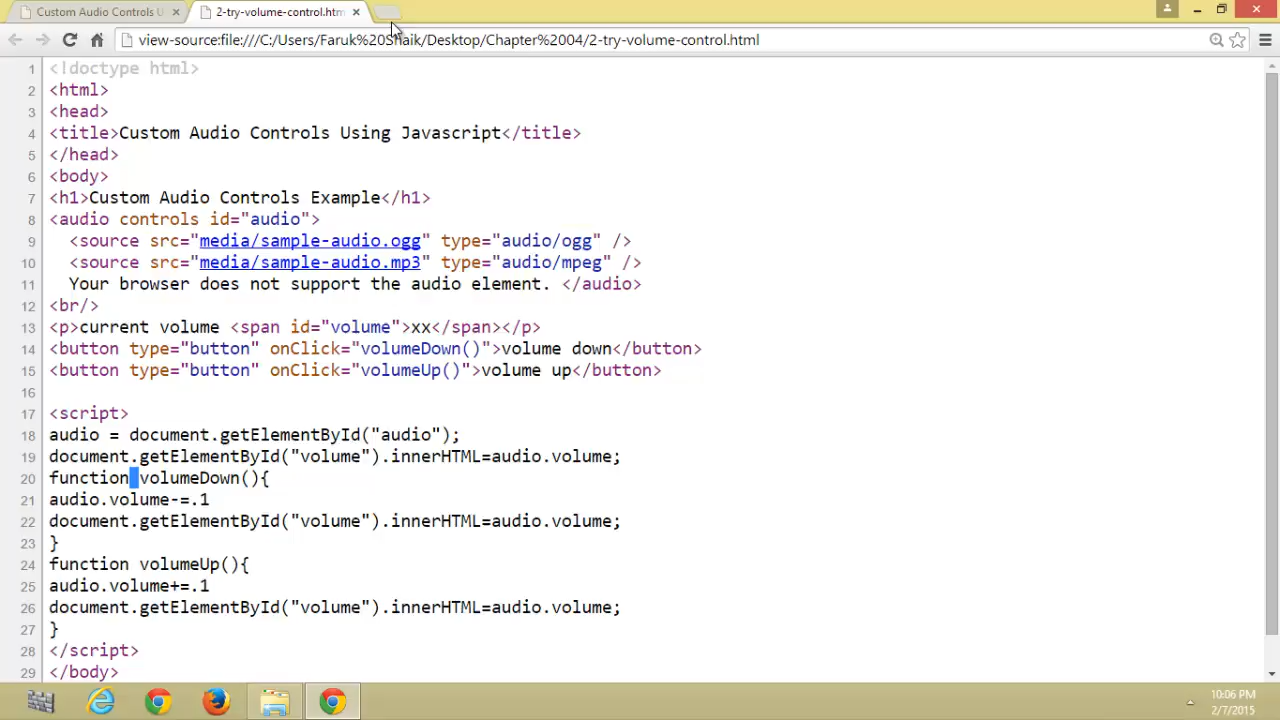 Custom Audio Controls U
2-try-volume-control.htm
view-source:file:///C:/Users/Faruk%20Shaik/Desktop/Chapter%2004/2-try-volume-control.html
1 <!doctype html>
2 <html>
3 <head>
4 <title>Custom Audio Controls Using Javascript</title>
5 </head>
6 <body>
7 <h1>Custom Audio Controls Example</h1>
8 <audio controls id="audio">
9 <source src="media/sample-audio.ogg" type="audio/ogg" />
10 <source src="media/sample-audio.mp3" type="audio/mpeg" />
11 Your browser does not support the audio element. </audio>
12 <br/>
13 <p>current volume <span id="volume">xx</span></p>
14 <button type="button" onClick="volumeDown()">volume down</button>
15 <button type="button" onClick="volumeUp()">volume up</button>
16
17 <script>
18 audio = document.getElementById("audio");
19 document.getElementById("volume").innerHTML=audio.volume;
20 function volumeDown(){
21 audio.volume-=.1
22 document.getElementById("volume").innerHTML=audio.volume;
23 }
24 function volumeUp(){
25 audio.volume+=.1
26 document.getElementById("volume").innerHTML=audio.volume;
27 }
28 </script>
29 </body>
10:06 PM
2/7/2015